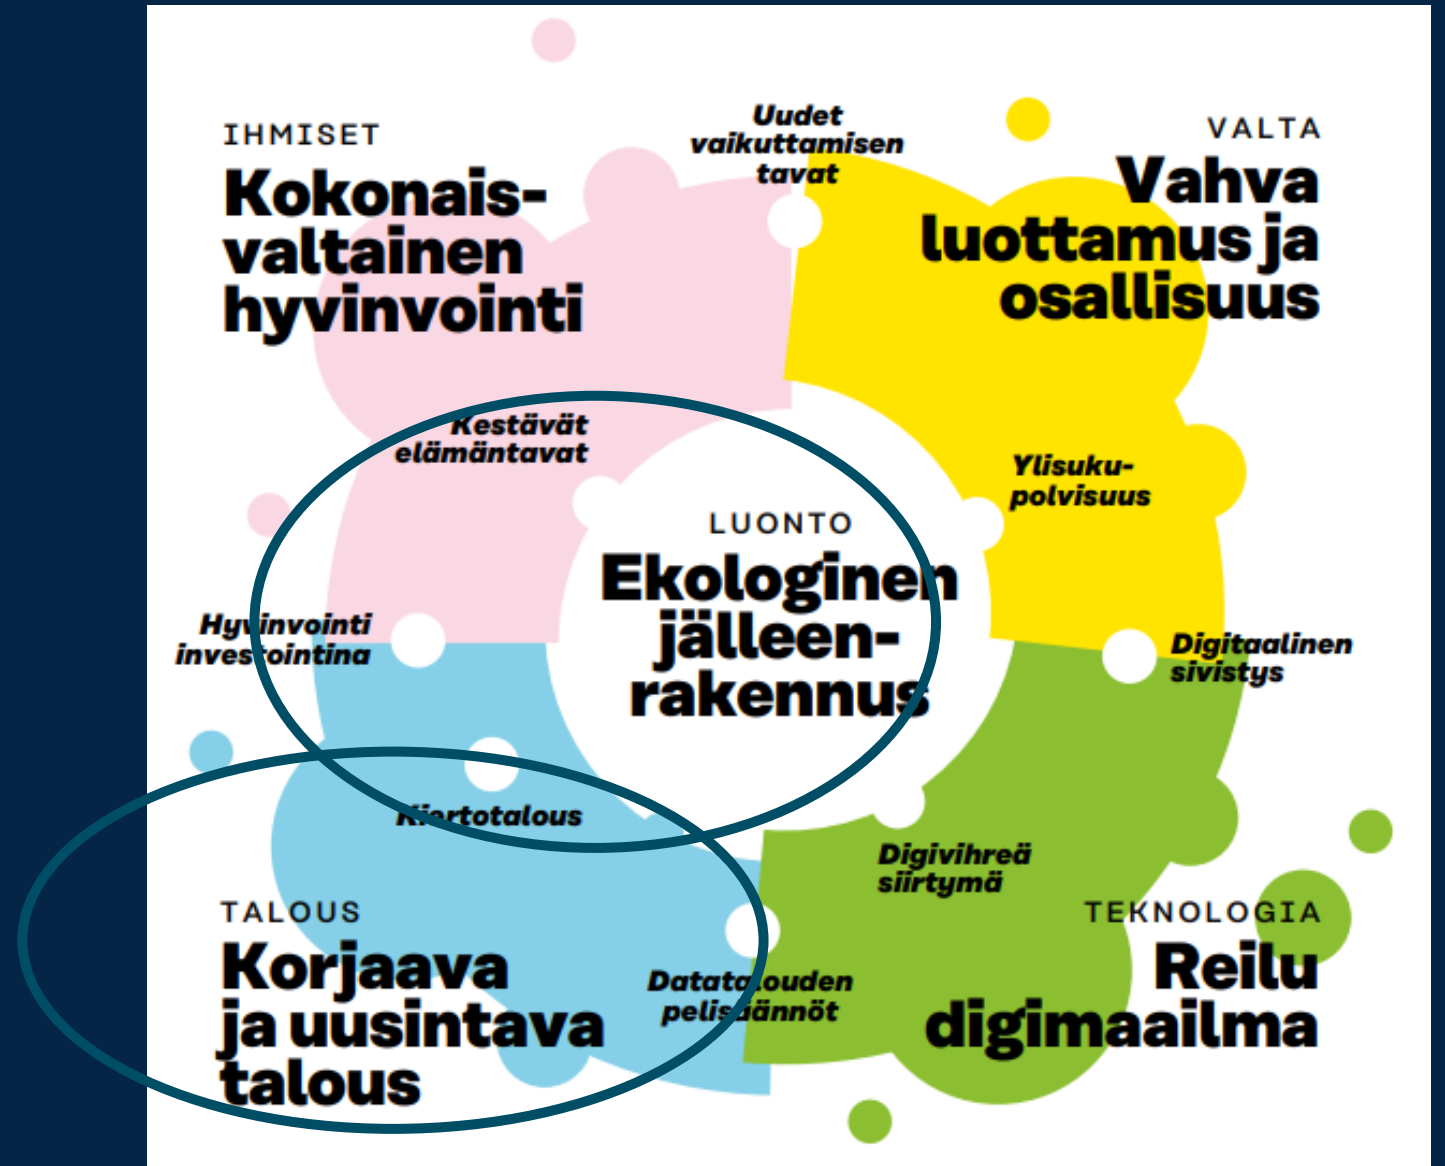 Uudet
vaikuttamisen
tavat
IHMISET
Kokonais-
valtainen
hyvinvointi
VALTA
Vahva
luottamus ja
osallisuus
Kestävät
elämäntavat
Ylisuku-
polvisuus
LUONTO
Ekologinen
jälleen-
rakennus
Hyvinvointi
investointina
Digitaalinen
sivistys
Kiertotalous
Digivihreä
siirtymä
TALOUS
Korjaava
ja uusintava
talous
Datatalouden
pelisäännöt
TEKNOLOGIA
Reilu
digimaailma